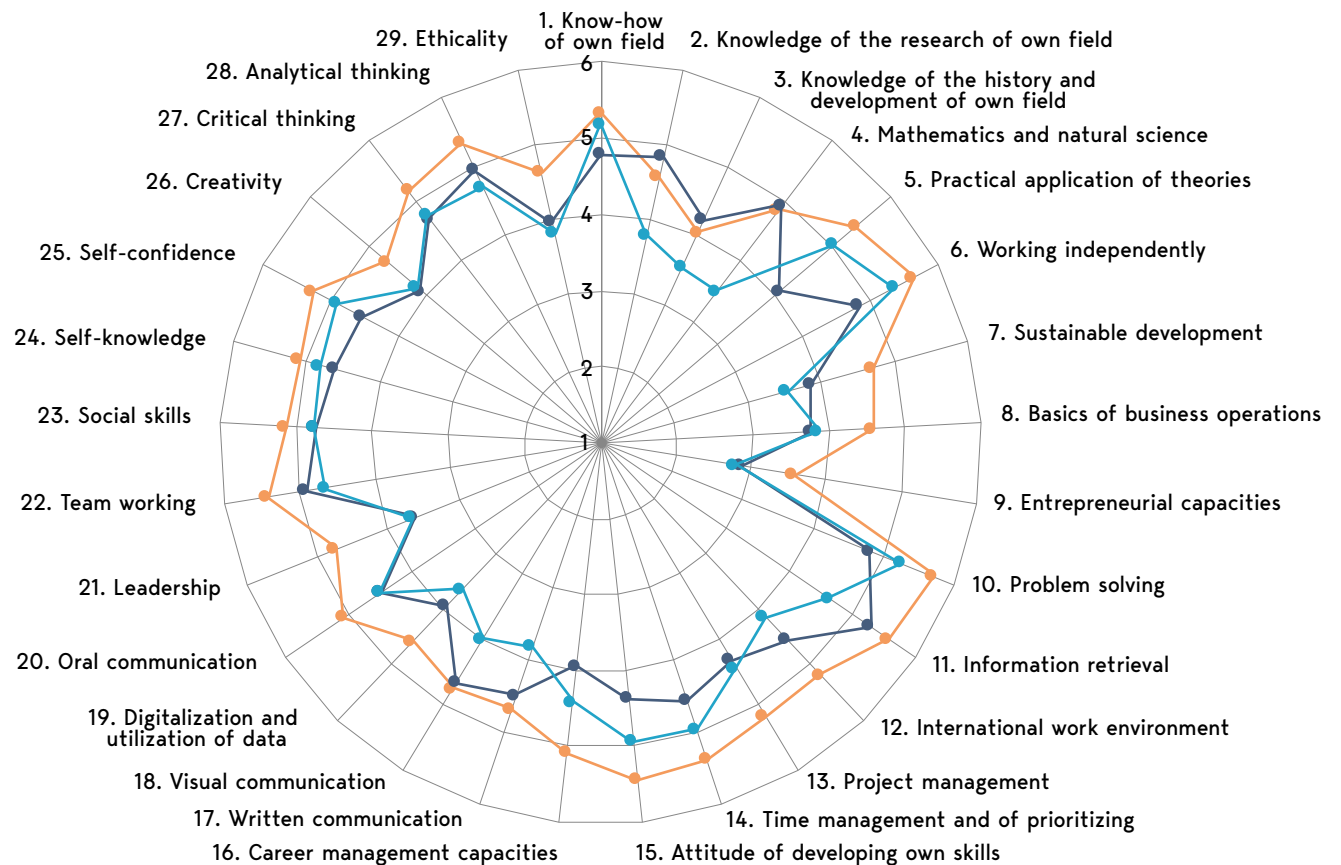 1. Know-how
of own field
2. Knowledge of the research of own field
3. Knowledge of the history and
development of own field
4. Mathematics and natural science
5. Practical application of theories
6. Working independently
7. Sustainable development
8. Basics of business operations
9. Entrepreneurial capacities
10. Problem solving
11. Information retrieval
12. International work environment
13. Project management
14. Time management and of prioritizing
15. Attitude of developing own skills
16. Career management capacities
17. Written communication
18. Visual communication
19. Digitalization and
utilization of data
20. Oral communication
21. Leadership
22. Team working
23. Social skills
24. Self-knowledge
25. Self-confidence
26. Creativity
27. Critical thinking
28. Analytical thinking
29. Ethicality
6
5
4
3
2
1